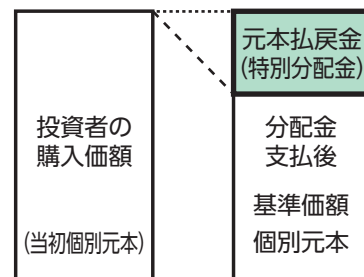 投資者の
購入価額
(当初個別元本)
元本払戻金
(特別分配金)
分配金
支払後
基準価額
個別元本